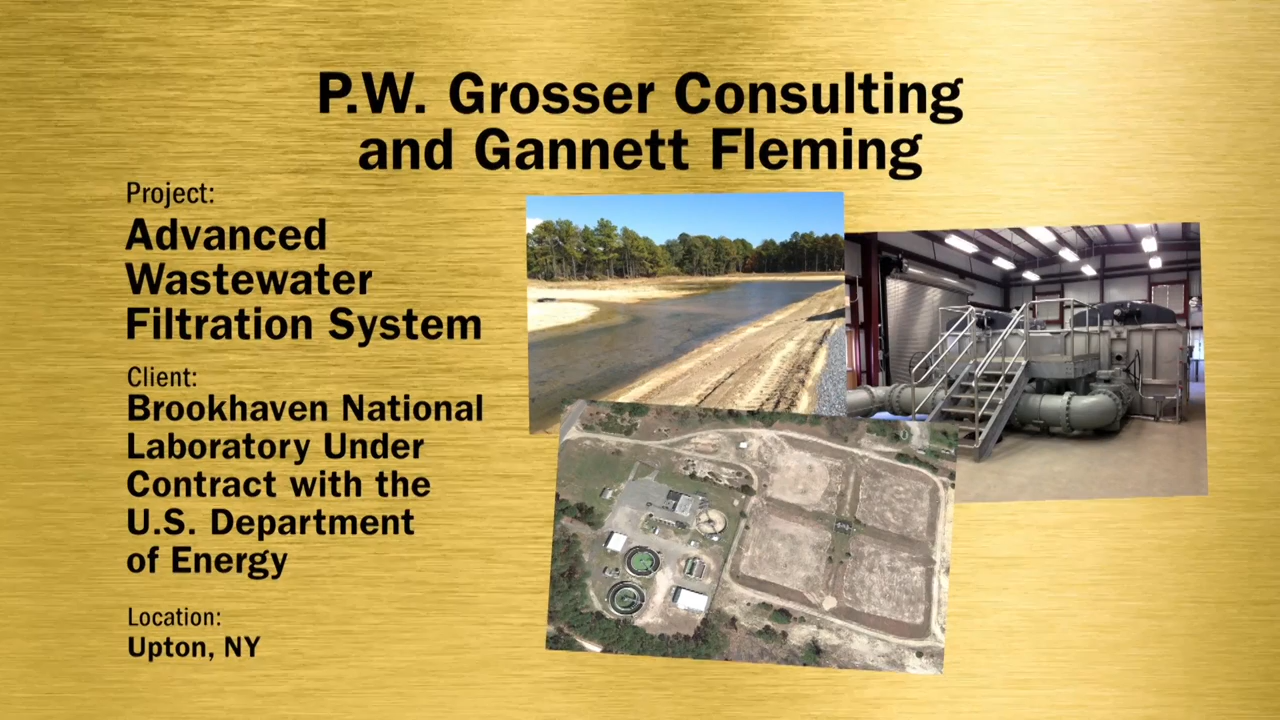 P.W. Grosser Consulting
and Gannett Fleming
Project:
Advanced
Wastewater
Filtration System
Client:
Brookhaven National
Laboratory Under
Contract with the
U.S. Department
of Energy
Location:
Upton, NY